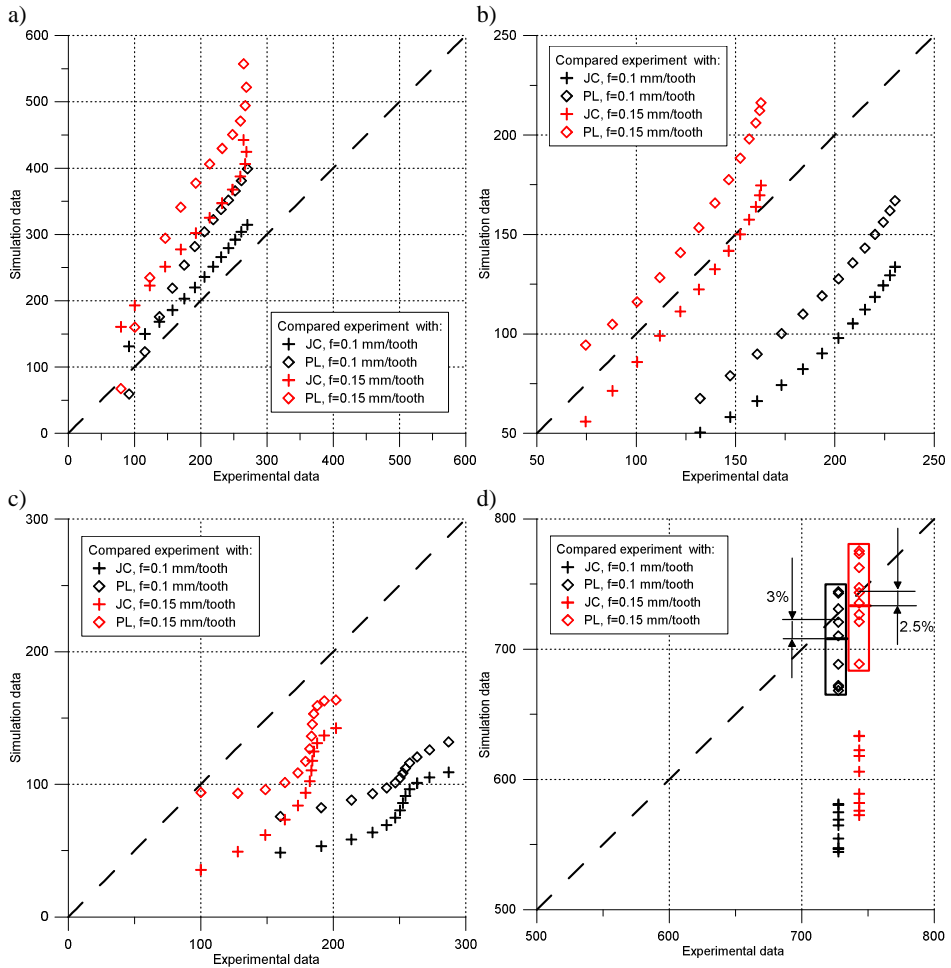 a)
600
500
400
300
200
100
0
Simulation data
Compared experiment with:
JC, f=0.1 mm/tooth
PL, f=0.1 mm/tooth
JC, f=0.15 mm/tooth
PL, f=0.15 mm/tooth
0 100 200 300 400 500 600
Experimental data
b)
250
200
150
100
50
Simulation data
Compared experiment with:
JC, f=0.1 mm/tooth
PL, f=0.1 mm/tooth
JC, f=0.15 mm/tooth
PL, f=0.15 mm/tooth
50 100 150 200 250
Experimental data
c)
300
200
100
0
Simulation data
Compared experiment with:
JC, f=0.1 mm/tooth
PL, f=0.1 mm/tooth
JC, f=0.15 mm/tooth
PL, f=0.15 mm/tooth
0 100 200 300
Experimental data
d)
800
700
600
500
Simulation data
Compared experiment with:
JC, f=0.1 mm/tooth
PL, f=0.1 mm/tooth
JC, f=0.15 mm/tooth
PL, f=0.15 mm/tooth
3%
2.5%
500 600 700 800
Experimental data